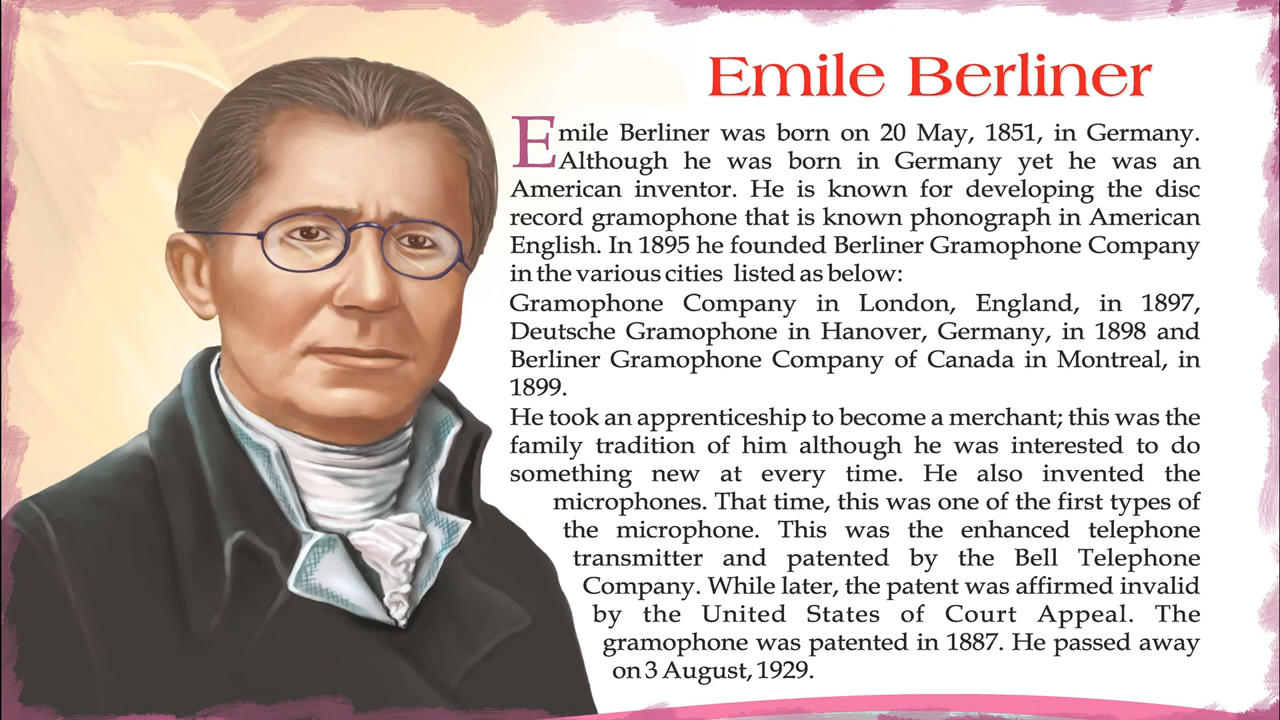 Emile Berliner
Emile Berliner was born on 20 May, 1851, in Germany.
Although he was born in Germany yet he was an
American inventor. He is known for developing the disc
record gramophone that is known phonograph in American
English. In 1895 he founded Berliner Gramophone Company
in the various cities listed as below:
Gramophone Company in London, England, in 1897,
Deutsche Gramophone in Hanover, Germany, in 1898 and
Berliner Gramophone Company of Canada in Montreal, in
1899.
He took an apprenticeship to become a merchant; this was the
family tradition of him although he was interested to do
something new at every time. He also invented the
microphones. That time, this was one of the first types of
the microphone. This was the enhanced telephone
transmitter and patented by the Bell Telephone
Company. While later, the patent was affirmed invalid
by the United States of Court Appeal. The
gramophone was patented in 1887. He passed away
on 3 August, 1929.